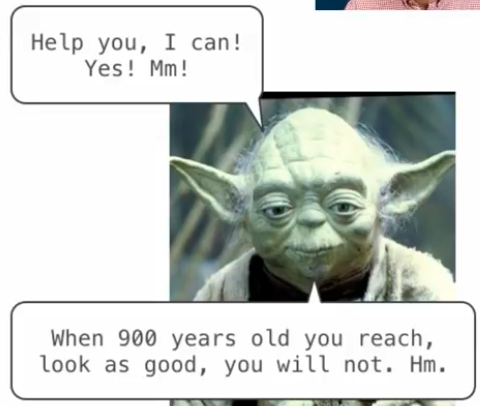 Help you, I can!
Yes! Mm!
When 900 years old you reach,
look as good, you will not. Hm.